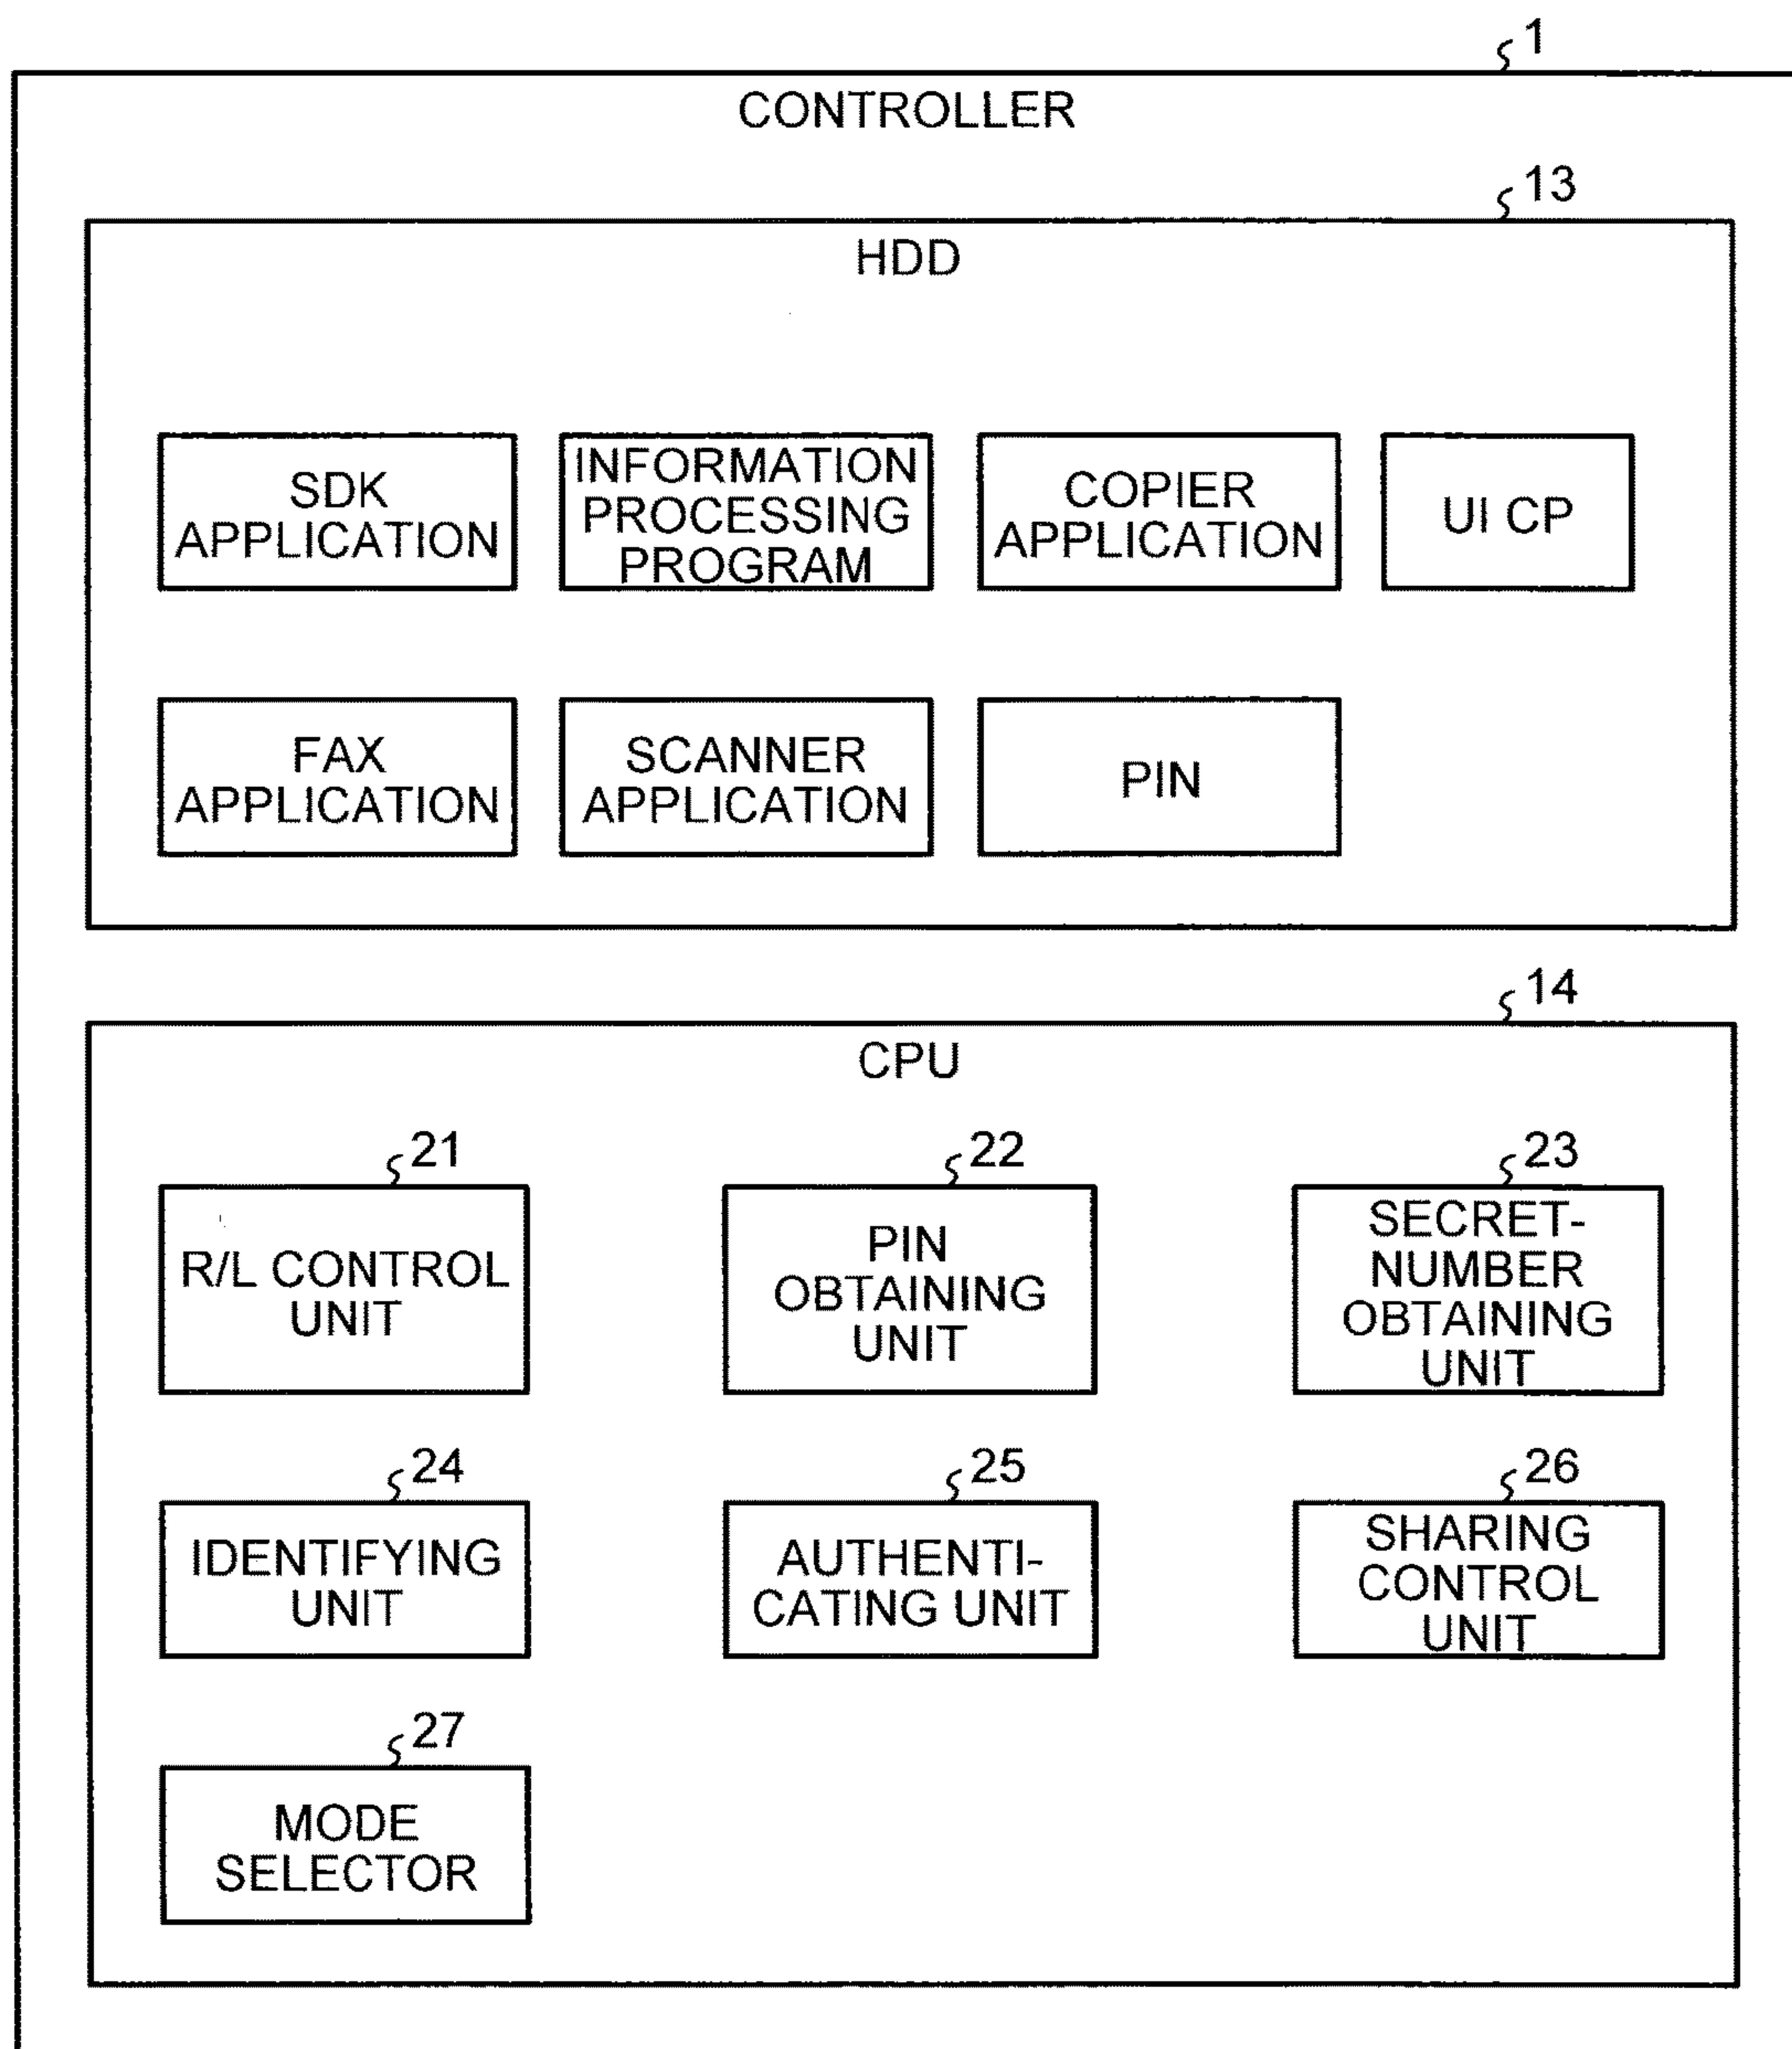 1
CONTROLLER
13
HDD
SDK
APPLICATION
INFORMATION
PROCESSING
PROGRAM
COPIER
APPLICATION
UI CP
FAX
APPLICATION
SCANNER
APPLICATION
PIN
14
CPU
21
R/L CONTROL
UNIT
22
PIN
OBTAINING
UNIT
23
SECRET-
NUMBER
OBTAINING
UNIT
24
IDENTIFYING
UNIT
25
AUTHENTI-
CATING UNIT
26
SHARING
CONTROL
UNIT
27
MODE
SELECTOR